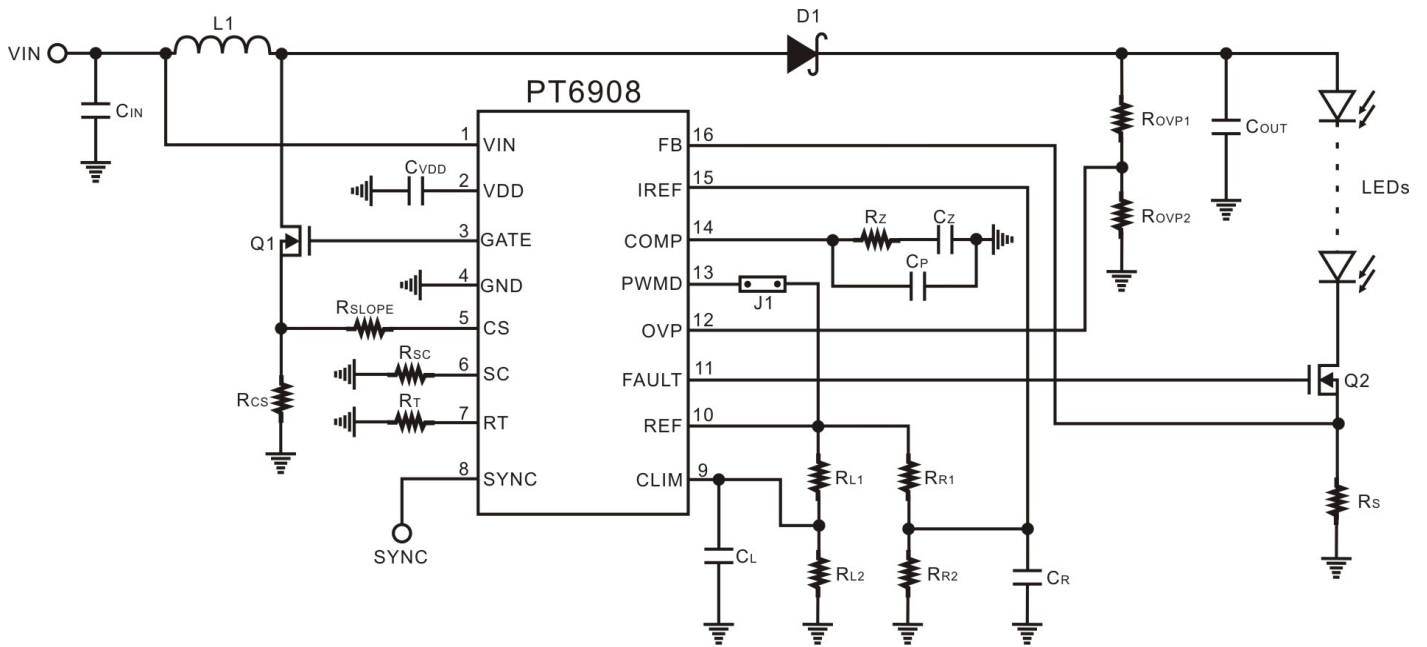 L1
D1
VIN
CIN
PT6908
ROVP1
COUT
1
VIN
FB
16
CVDD
2
VDD
IREF
15
LEDs
ROVP2
Q1
3
GATE
COMP
14
RZ
CZ
CP
4
GND
PWMD
13
J1
RSLOPE
5
CS
OVP
12
RSC
6
SC
FAULT
11
Q2
RCS
RT
7
RT
REF
10
8
SYNC
CLIM
9
RL1
RR1
RS
SYNC
CL
RL2
RR2
CR